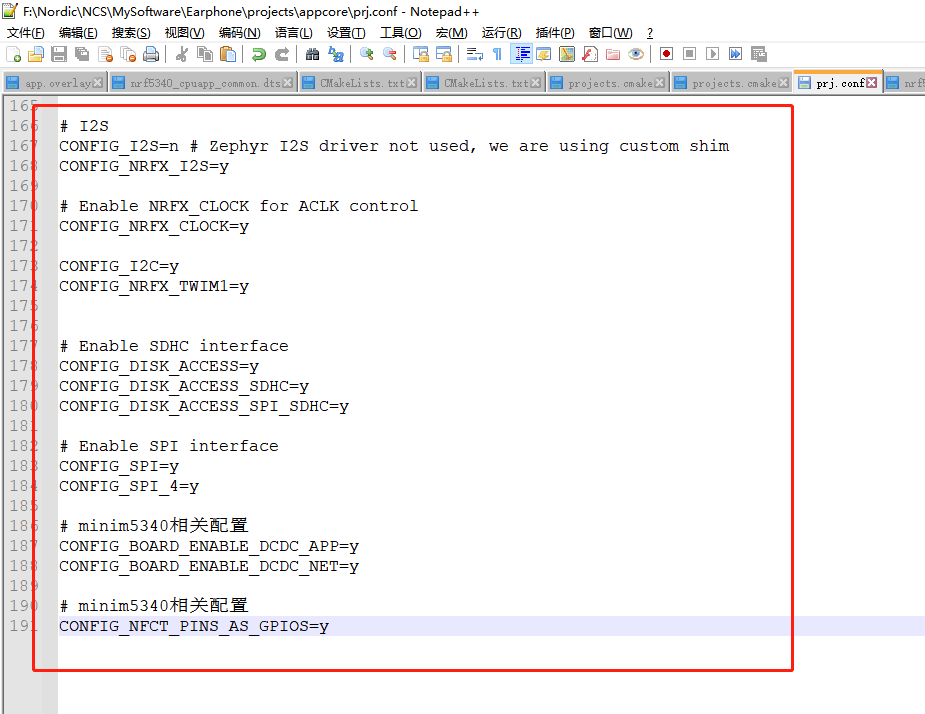 F:\Nordic\NCS\MySoftware\Earphone\projects\appcore\prj.conf - Notepad++
文件(F) 编辑(E) 搜索(S) 视图(V) 编码(N) 语言(L) 设置(T) 工具(O) 宏(M) 运行(R) 插件(P) 窗口(W) ?
app.overlay nrf5340_cpuapp_common.dts CMakeLists.txt CMakeLists.txt projects.cmake projects.cmake prj.conf
165
166 # I2S
167 CONFIG_I2S=n # Zephyr I2S driver not used, we are using custom shim
168 CONFIG_NRFX_I2S=y
169
170 # Enable NRFX_CLOCK for ACLK control
171 CONFIG_NRFX_CLOCK=y
172
173 CONFIG_I2C=y
174 CONFIG_NRFX_TWIM1=y
175
176
177 # Enable SDHC interface
178 CONFIG_DISK_ACCESS=y
179 CONFIG_DISK_ACCESS_SDHC=y
180 CONFIG_DISK_ACCESS_SPI_SDHC=y
181
182 # Enable SPI interface
183 CONFIG_SPI=y
184 CONFIG_SPI_4=y
185
186 # minim5340相关配置
187 CONFIG_BOARD_ENABLE_DCDC_APP=y
188 CONFIG_BOARD_ENABLE_DCDC_NET=y
189
190 # minim5340相关配置
191 CONFIG_NFCT_PINS_AS_GPIOS=y